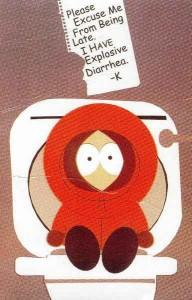 Please
Excuse Me
From Being
Late.
I HAVE
Explosive
Diarrhea.
-K